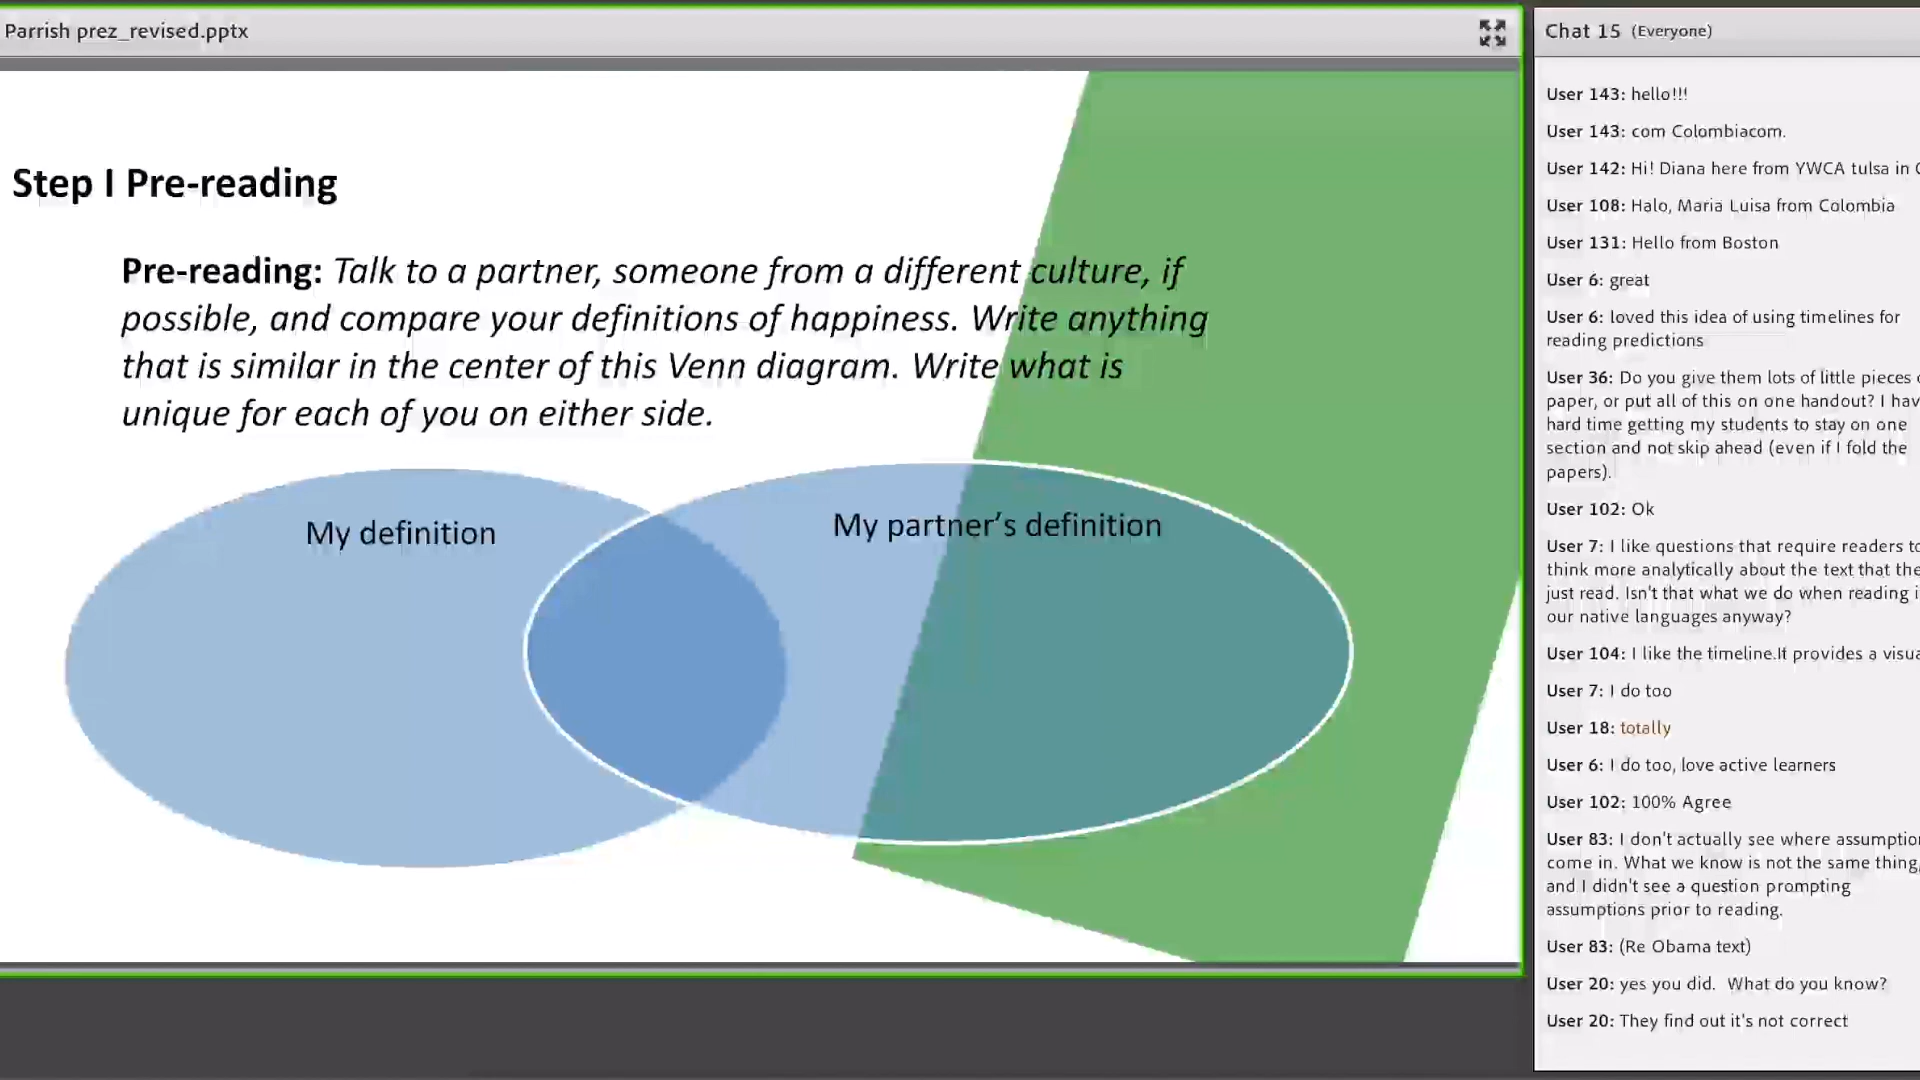 Parrish prez_revised.pptx
Step I Pre-reading
Pre-reading: Talk to a partner, someone from a different culture, if
possible, and compare your definitions of happiness. Write anything
that is similar in the center of this Venn diagram. Write what is
unique for each of you on either side.
My definition
My partner’s definition
Chat 15 (Everyone)
User 143: hello!!!
User 143: com Colombiacom.
User 142: Hi! Diana here from YWCA tulsa in
User 108: Halo, Maria Luisa from Colombia
User 131: Hello from Boston
User 6: great
User 6: loved this idea of using timelines for
reading predictions
User 36: Do you give them lots of little pieces
paper, or put all of this on one handout? I
hard time getting my students to stay on one
section and not skip ahead (even if I fold the
papers).
User 102: Ok
User 7: I like questions that require readers
think more analytically about the text that
just read. Isn't that what we do when reading
our native languages anyway?
User 104: I like the timeline.It provides a
User 7: I do too
User 18: totally
User 6: I do too, love active learners
User 102: 100% Agree
User 83: I don't actually see where
come in. What we know is not the same thing,
and I didn't see a question prompting
assumptions prior to reading.
User 83: (Re Obama text)
User 20: yes you did. What do you know?
User 20: They find out it's not correct